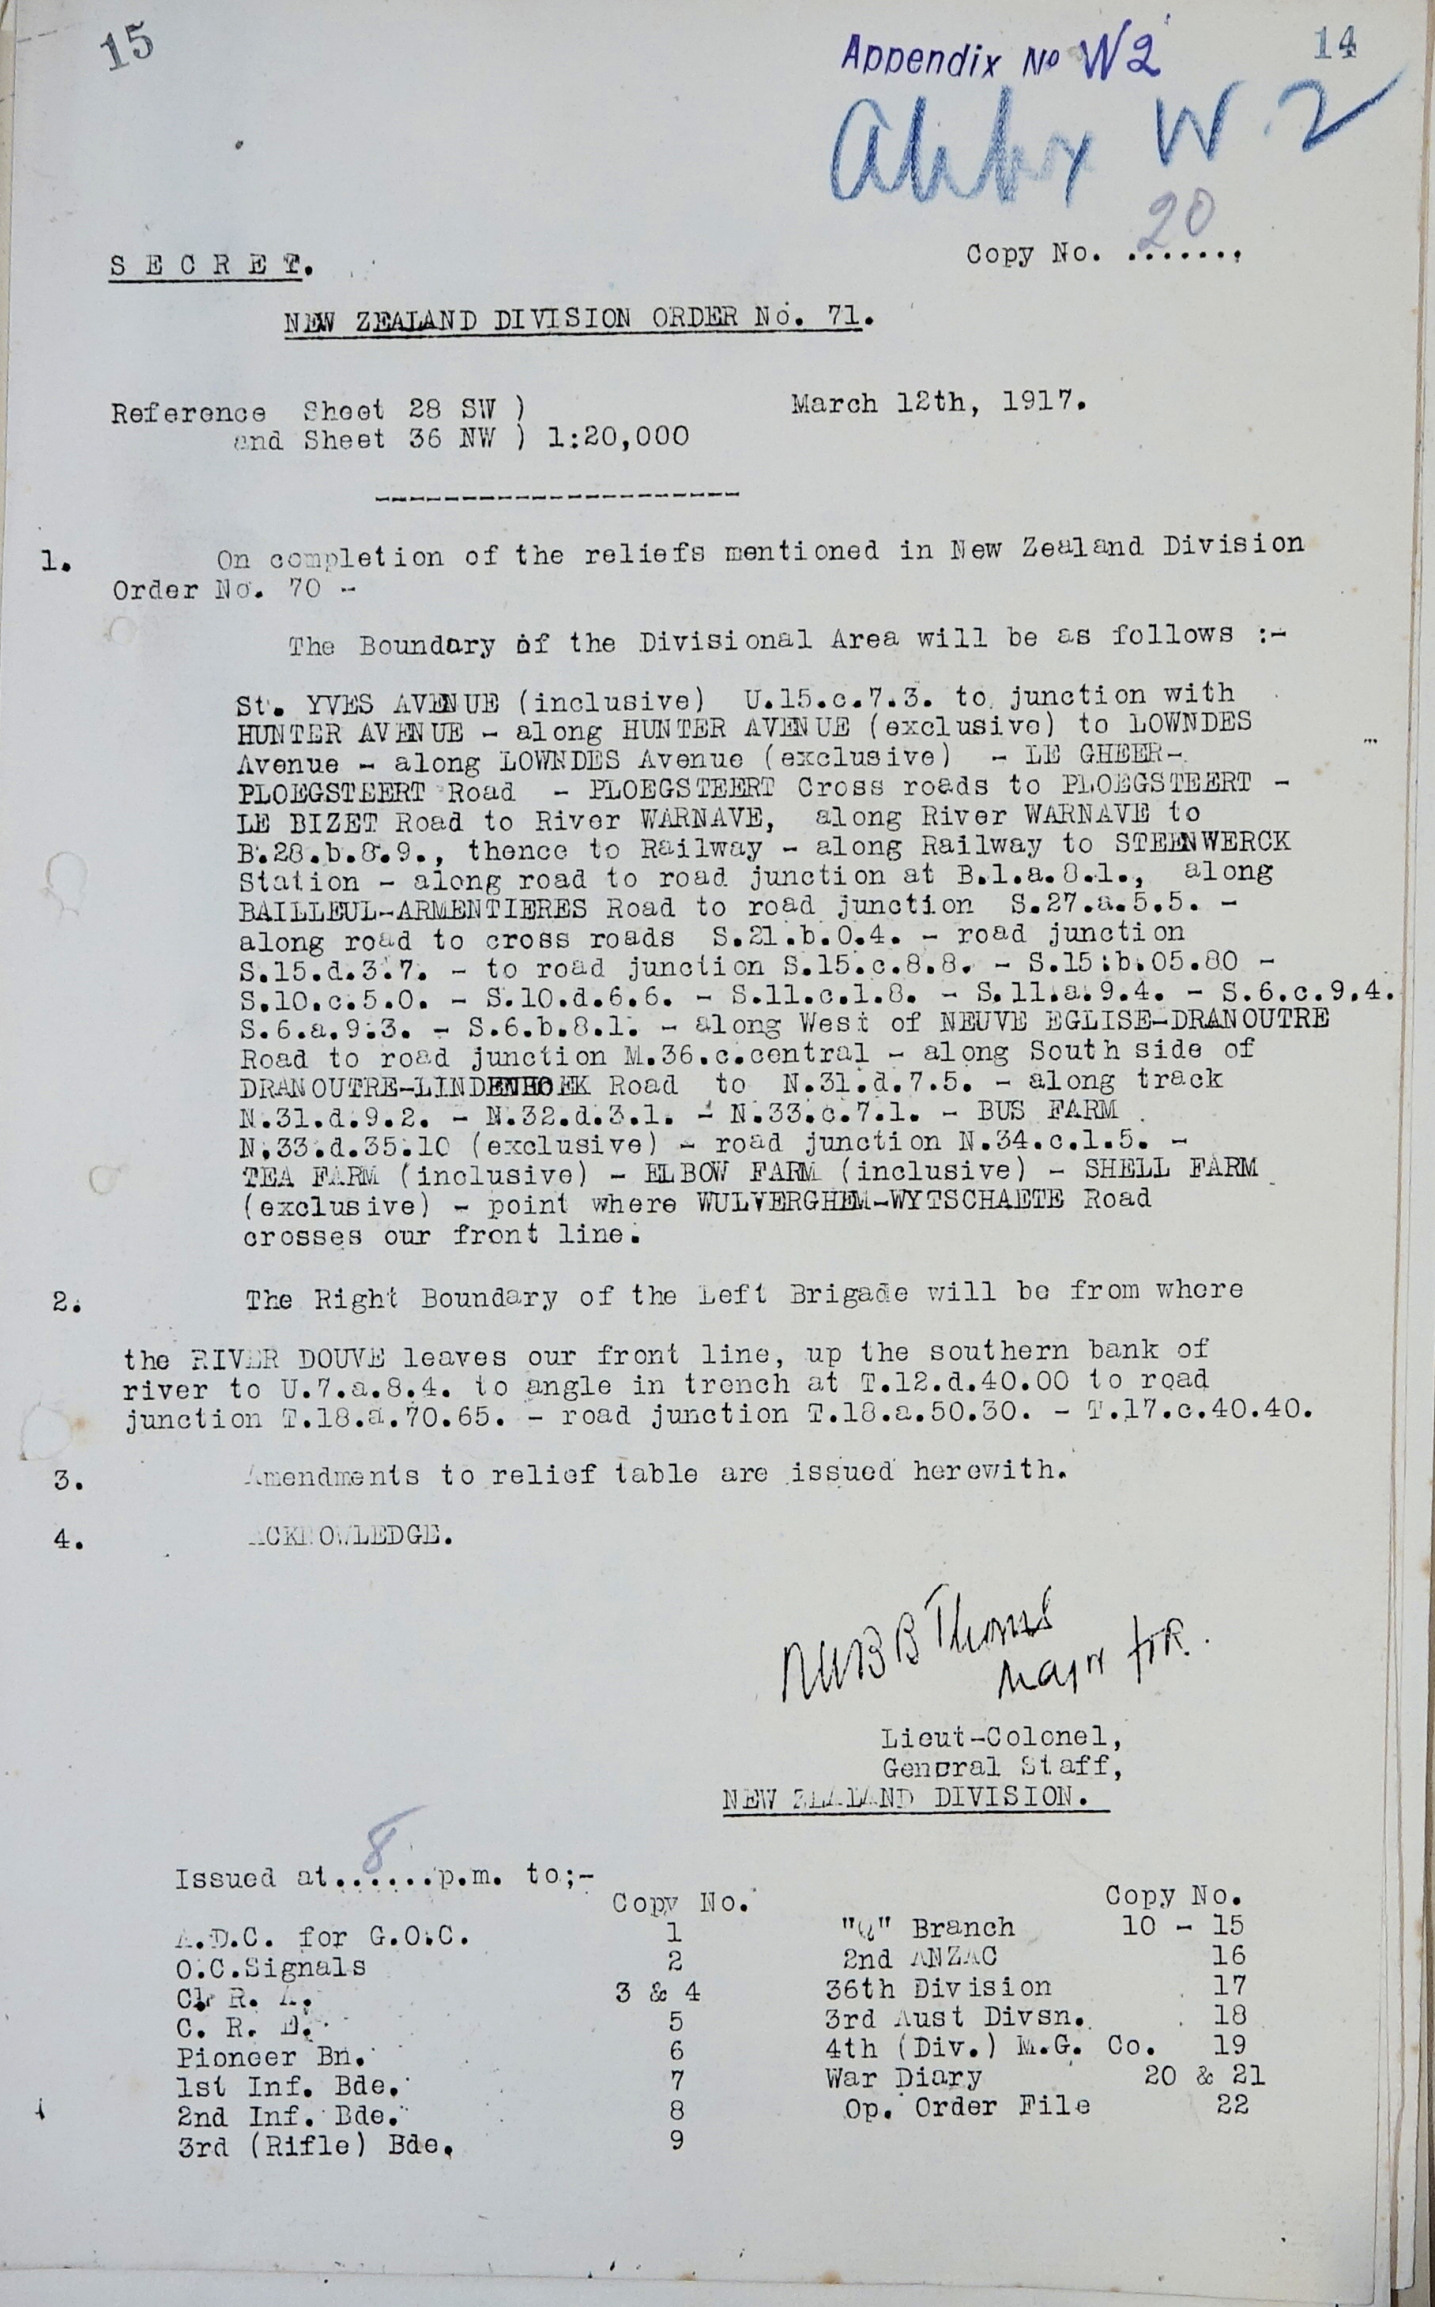 15
14
Appendix No W2
W.2
20
Copy No. .......
S E C R E T.
NEW ZEALAND DIVISION ORDER No. 71.
Reference Sheet 28 SW )
March 12th, 1917.
and Sheet 36 NW ) 1:20,000
1. On completion of the reliefs mentioned in New Zealand Division
Order No. 70 -
The Boundary of the Divisional Area will be as follows :-
St. YVES AVENUE (inclusive) U.15.c.7.3. to junction with
HUNTER AVENUE - along HUNTER AVENUE (exclusive) to LOWNDES
Avenue - along LOWNDES Avenue (exclusive) - LE GHEER-
PLOEGSTEERT Road - PLOEGSTEERT Cross roads to PLOEGSTEERT -
LE BIZET Road to River WARNAVE, along River WARNAVE to
B.28.b.8.9., thence to Railway - along Railway to STEENWERCK
Station - along road to road junction at B.1.a.8.1., along
BAILLEUL-ARMENTIERES Road to road junction S.27.a.5.5. -
along road to cross roads S.21.b.0.4. - road junction
S.15.d.3.7. - to road junction S.15.c.8.8. - S.15.b.05.80 -
S.10.c.5.0. - S.10.d.6.6. - S.11.c.1.8. - S.11.a.9.4. - S.6.c.9.4.
S.6.a.9.3. - S.6.b.8.1. - along West of NEUVE EGLISE-DRANOUTRE
Road to road junction M.36.c.central - along South side of
DRANOUTRE-LINDENHOEK Road to N.31.d.7.5. - along track
N.31.d.9.2. - N.32.d.3.1. - N.33.c.7.1. - BUS FARM
N.33.d.35.10 (exclusive) - road junction N.34.c.1.5. -
TEA FARM (inclusive) - ELBOW FARM (inclusive) - SHELL FARM
(exclusive) - point where WULVERGHEM-WYTSCHAETE Road
crosses our front line.
2. The Right Boundary of the Left Brigade will be from where
the RIVER DOUVE leaves our front line, up the southern bank of
river to U.7.a.8.4. to angle in trench at T.12.d.40.00 to road
junction T.18.a.70.65. - road junction T.18.a.50.30. - T.17.c.40.40.
3. Amendments to relief table are issued herewith.
4. ACKNOWLEDGE.
Major
Lieut-Colonel,
General Staff,
NEW ZEALAND DIVISION.
Issued at...8...p.m. to;-
Copy No. Copy No.
A.D.C. for G.O.C. 1 "Q" Branch 10 - 15
O.C.Signals 2 2nd ANZAC 16
C. R. A. 3 & 4 36th Division 17
C. R. E. 5 3rd Aust Divsn. 18
Pioneer Bn. 6 4th (Div.) M.G. Co. 19
1st Inf. Bde. 7 War Diary 20 & 21
2nd Inf. Bde. 8 Op. Order File 22
3rd (Rifle) Bde. 9